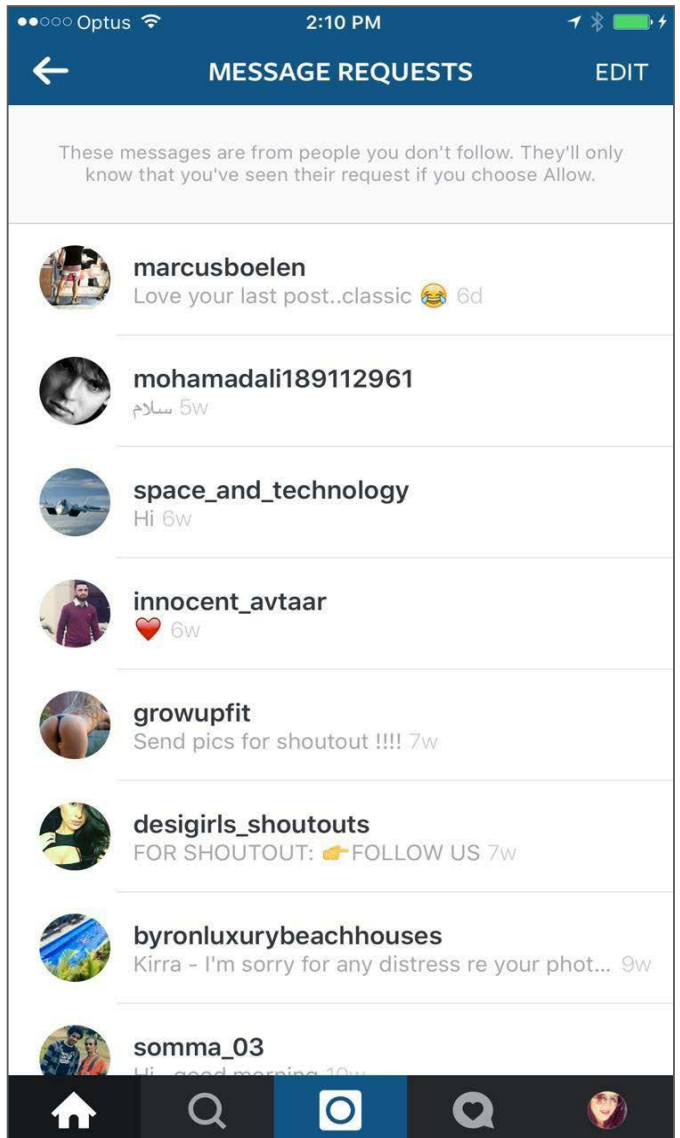 Optus 2:10 PM
MESSAGE REQUESTS EDIT
These messages are from people you don't follow. They'll only
know that you've seen their request if you choose Allow.
marcusboelen
Love your last post..classic 😂 6d
mohamadali189112961
سلام 5w
space_and_technology
Hi 6w
innocent_avtaar
❤️ 6w
growupfit
Send pics for shoutout !!!! 7w
desigirls_shoutouts
FOR SHOUTOUT: 👉FOLLOW US 7w
byronluxurybeachhouses
Kirra - I'm sorry for any distress re your phot... 9w
somma_03
good morning 10w